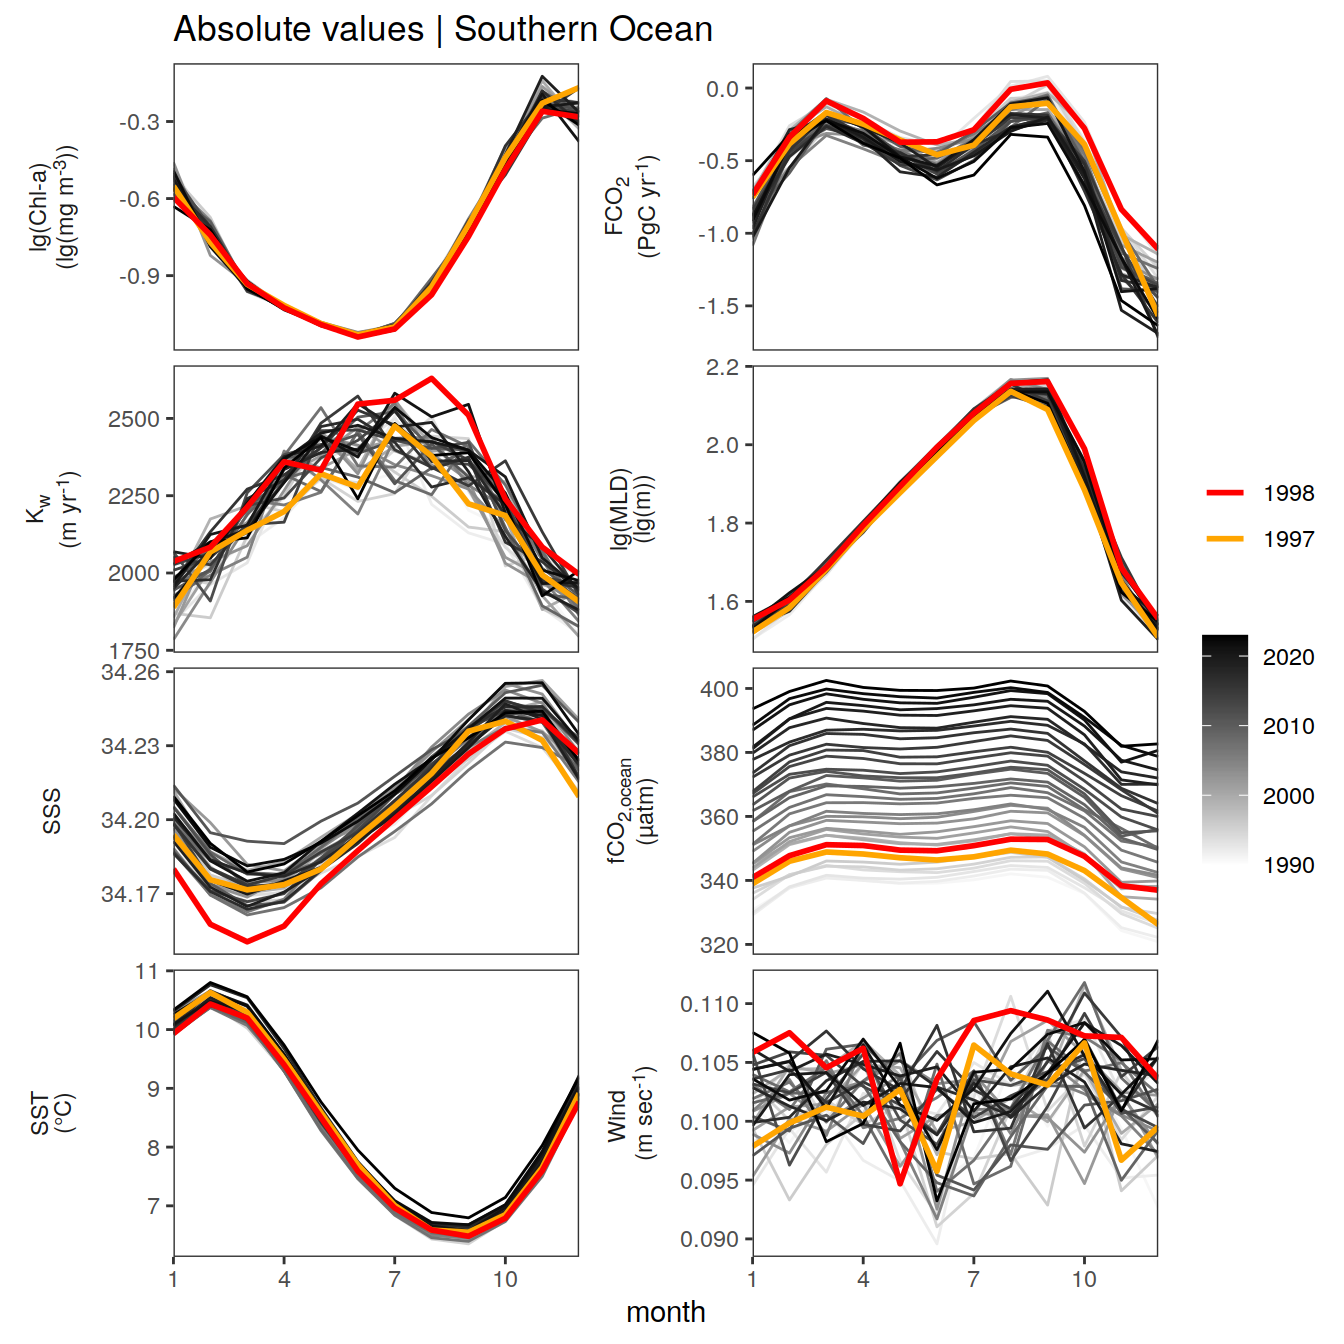 Absolute values | Southern Ocean
lg(Chl-a)
(lg(mg m⁻³))
-0.3
-0.6
-0.9
FCO₂
(PgC yr⁻¹)
0.0
-0.5
-1.0
-1.5
K_w
(m yr⁻¹)
2500
2250
2000
1750
lg(MLD)
(lg(m))
2.2
2.0
1.8
1.6
SSS
34.26
34.23
34.20
34.17
fCO₂,ocean
(µatm)
400
380
360
340
320
SST
(°C)
11
10
9
8
7
Wind
(m sec⁻¹)
0.110
0.105
0.100
0.095
0.090
1 4 7 10
1 4 7 10
month
1998
1997
2020
2010
2000
1990